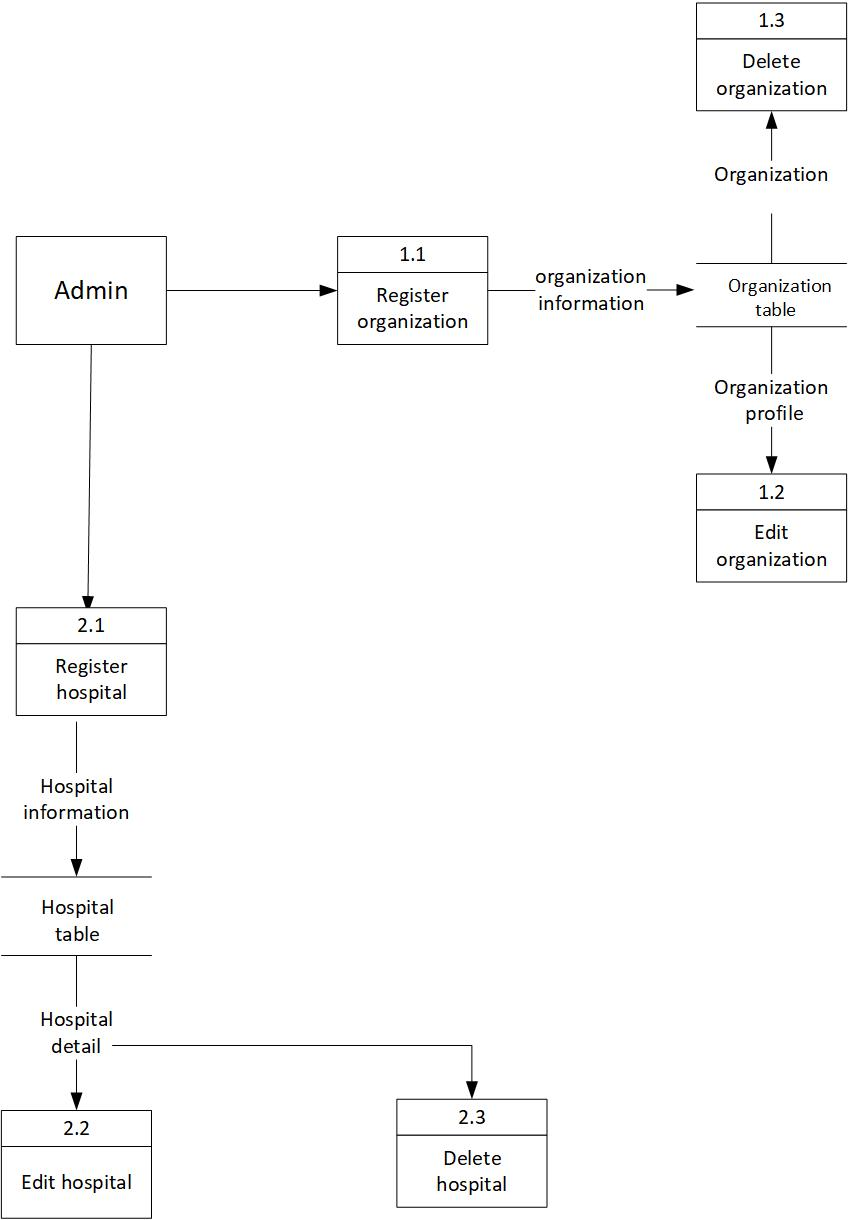 1.3
Delete
organization
Organization
Admin
1.1
Register
organization
organization
information
Organization
table
Organization
profile
1.2
Edit
organization
2.1
Register
hospital
Hospital
information
Hospital
table
Hospital
detail
2.2
Edit hospital
2.3
Delete
hospital